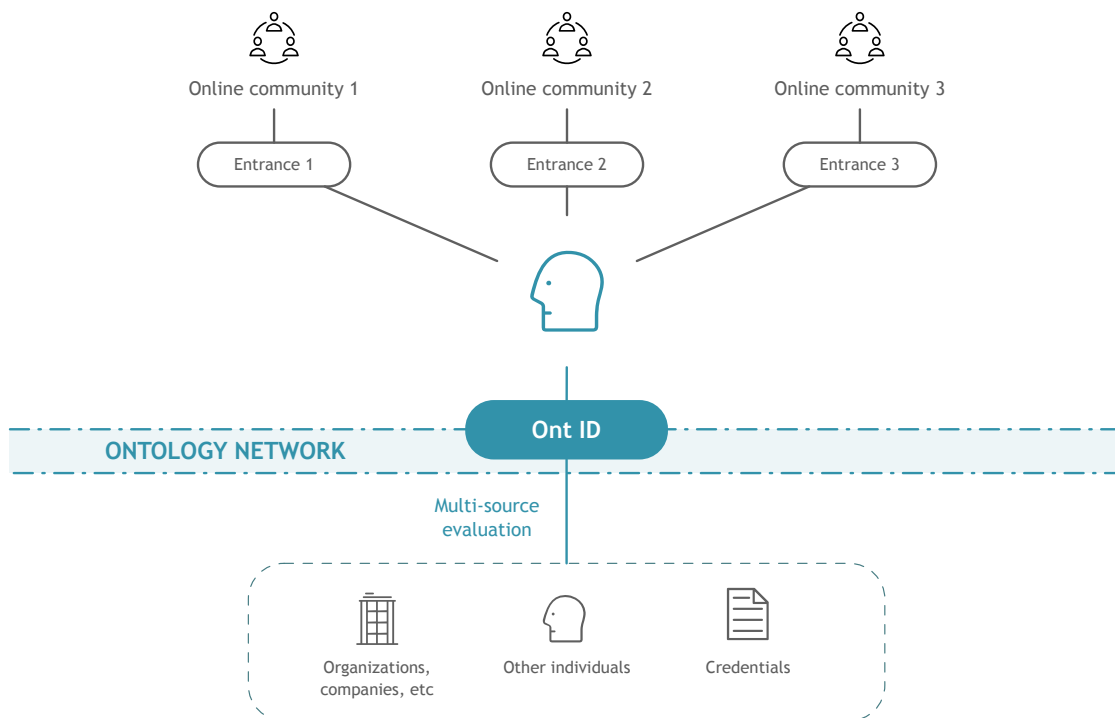 Online community 1
Online community 2
Online community 3
Entrance 1
Entrance 2
Entrance 3
Ont ID
ONTOLOGY NETWORK
Multi-source
evaluation
Organizations,
companies, etc
Other individuals
Credentials